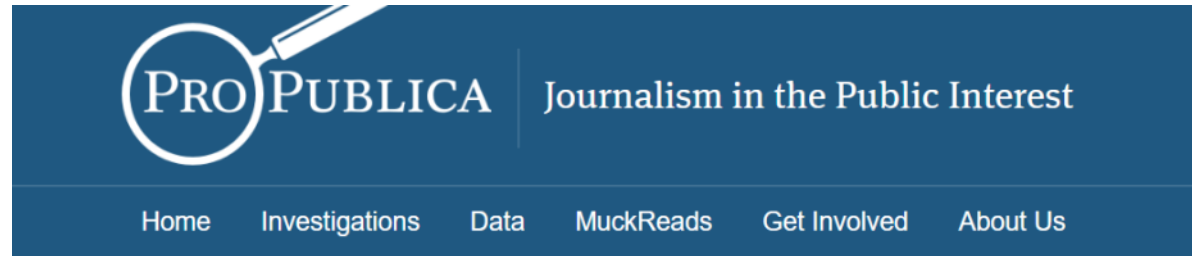 PROPUBLICA Journalism in the Public Interest
Home Investigations Data MuckReads Get Involved About Us